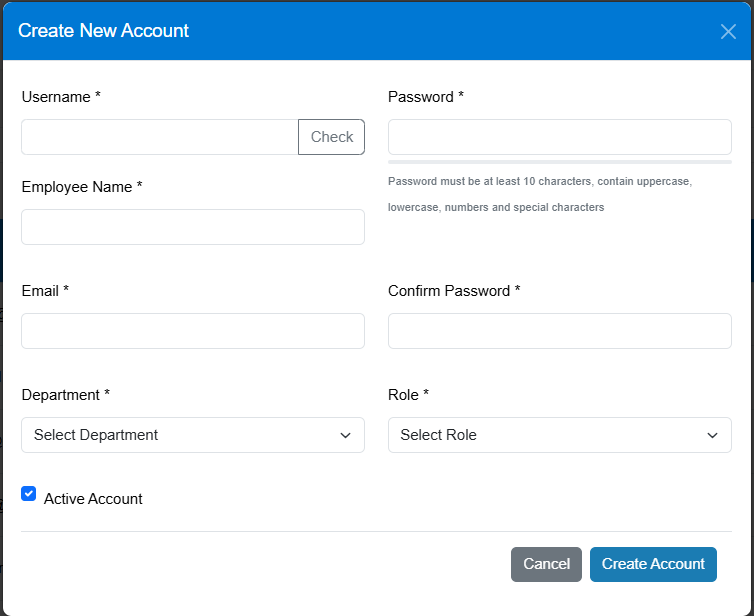 Create New Account
Username *
Password *
Check
Password must be at least 10 characters, contain uppercase,
lowercase, numbers and special characters
Employee Name *
Email *
Confirm Password *
Department *
Role *
Select Department
Select Role
Active Account
Cancel
Create Account